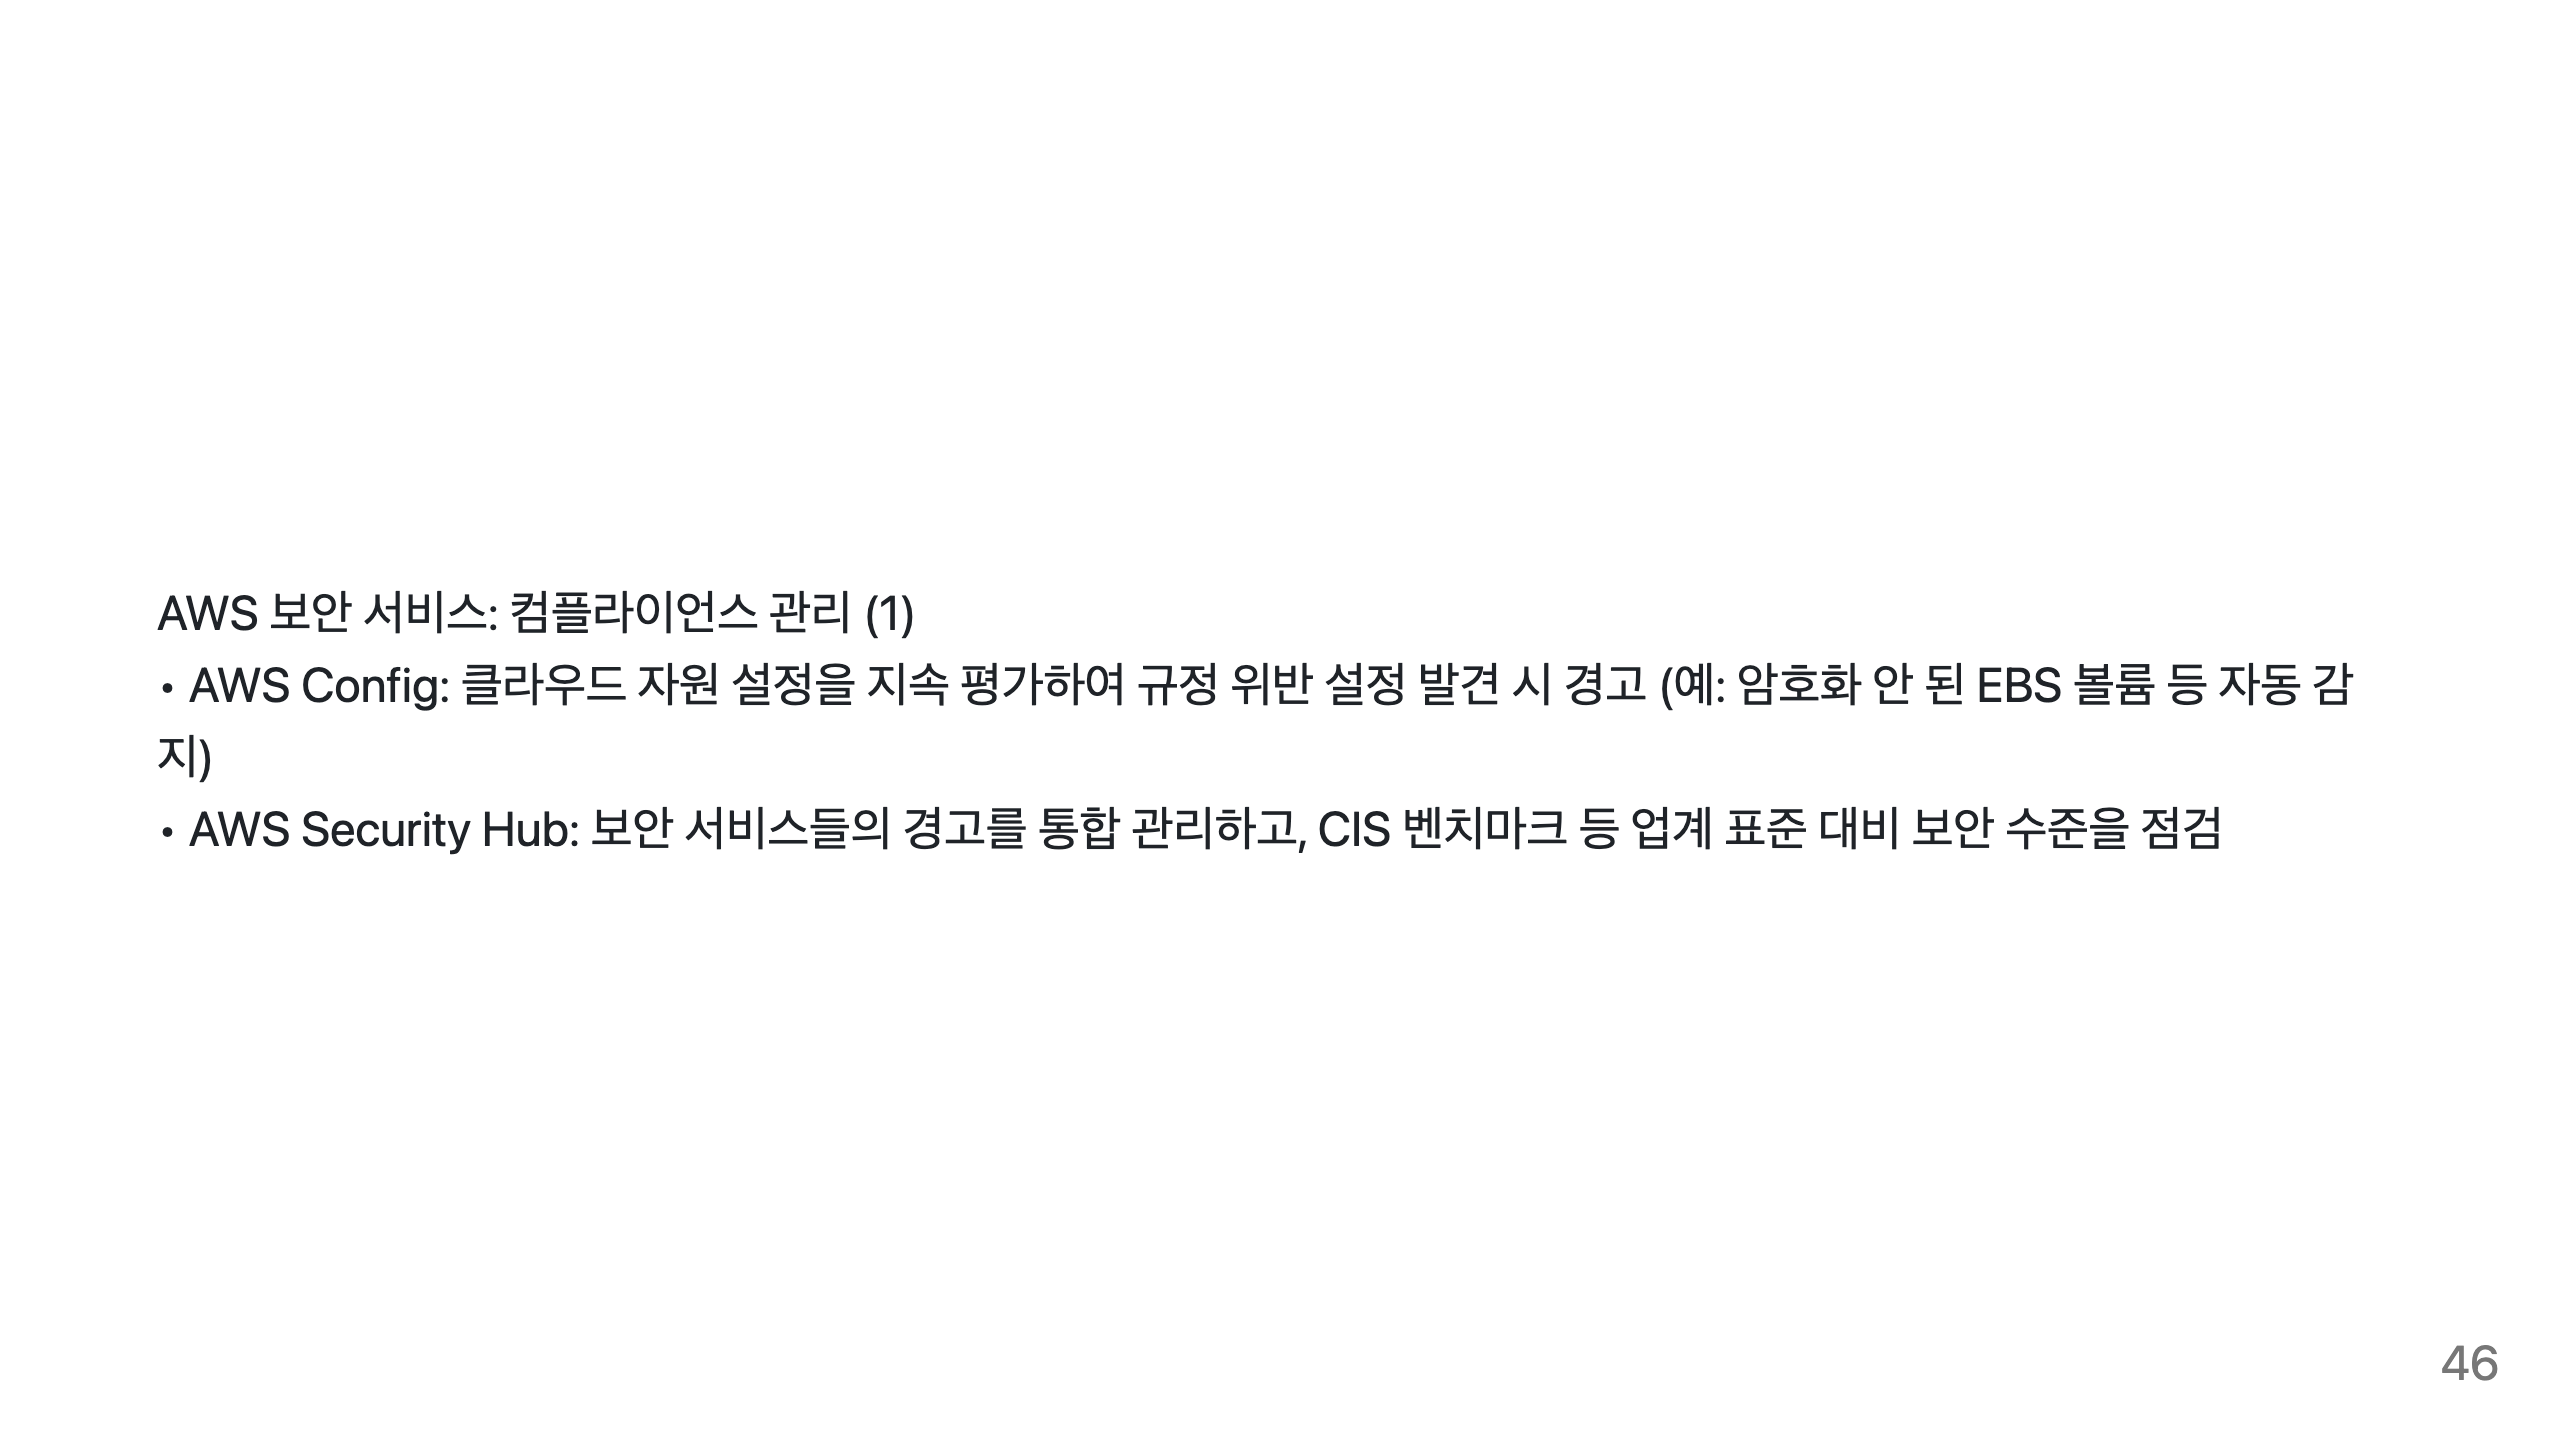 AWS 보안 서비스: 컴플라이언스 관리 (1)
• AWS Config: 클라우드 자원 설정을 지속 평가하여 규정 위반 설정 발견 시 경고 (예: 암호화 안 된 EBS 볼륨 등 자동 감
지)
• AWS Security Hub: 보안 서비스들의 경고를 통합 관리하고, CIS 벤치마크 등 업계 표준 대비 보안 수준을 점검
46